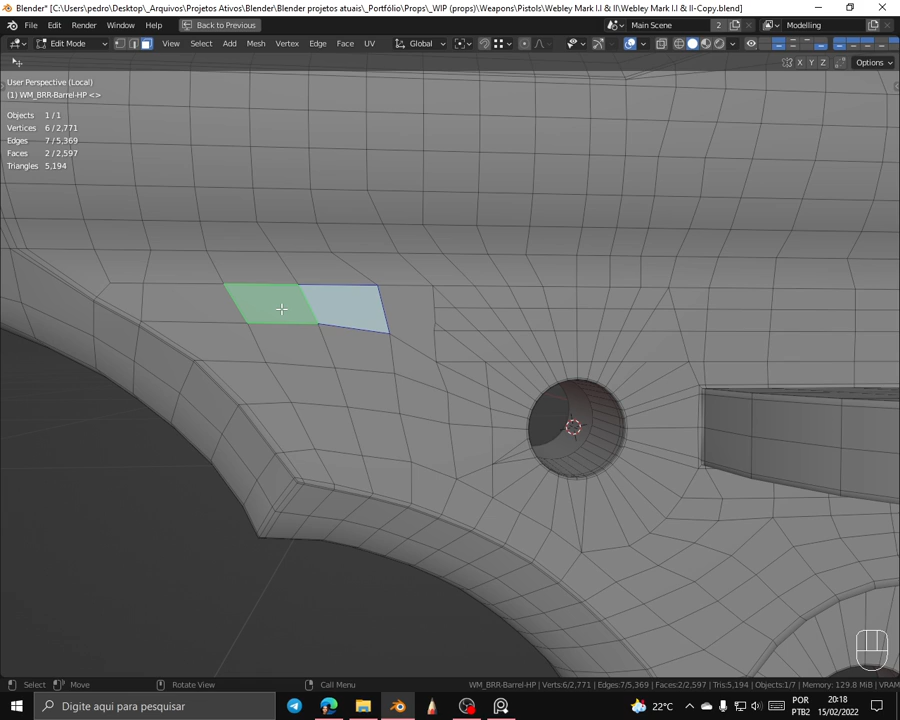 Blender* [C:\Users\pedro\Desktop\_Arquivos\Projetos Ativos\Blender\Blender projetos atuais\_Portfólio\Props\_WIP (props)\Weapons\Pistols\Webley Mark I.I & II\Webley Mark I.I & II-Copy.blend]
File Edit Render Window Help Back to Previous Main Scene 2 Modelling
Edit Mode View Select Add Mesh Vertex Edge Face UV Global
X Y Z Options
User Perspective (Local)
(1) WM_BRR-Barrel-HP <>
Objects 1/1
Vertices 6/2,771
Edges 7/5,369
Faces 2/2,597
Triangles 5,194
Select Move Rotate View Call Menu WM_BRR-Barrel-HP | Verts:6/2,771 | Edges:7/5,369 | Faces:2/2,597 | Tris:5,194 | Objects:1/7 | Memory: 129.8 MiB | VRAM
Digite aqui para pesquisar
22°C
POR
PTB2
20:18
15/02/2022